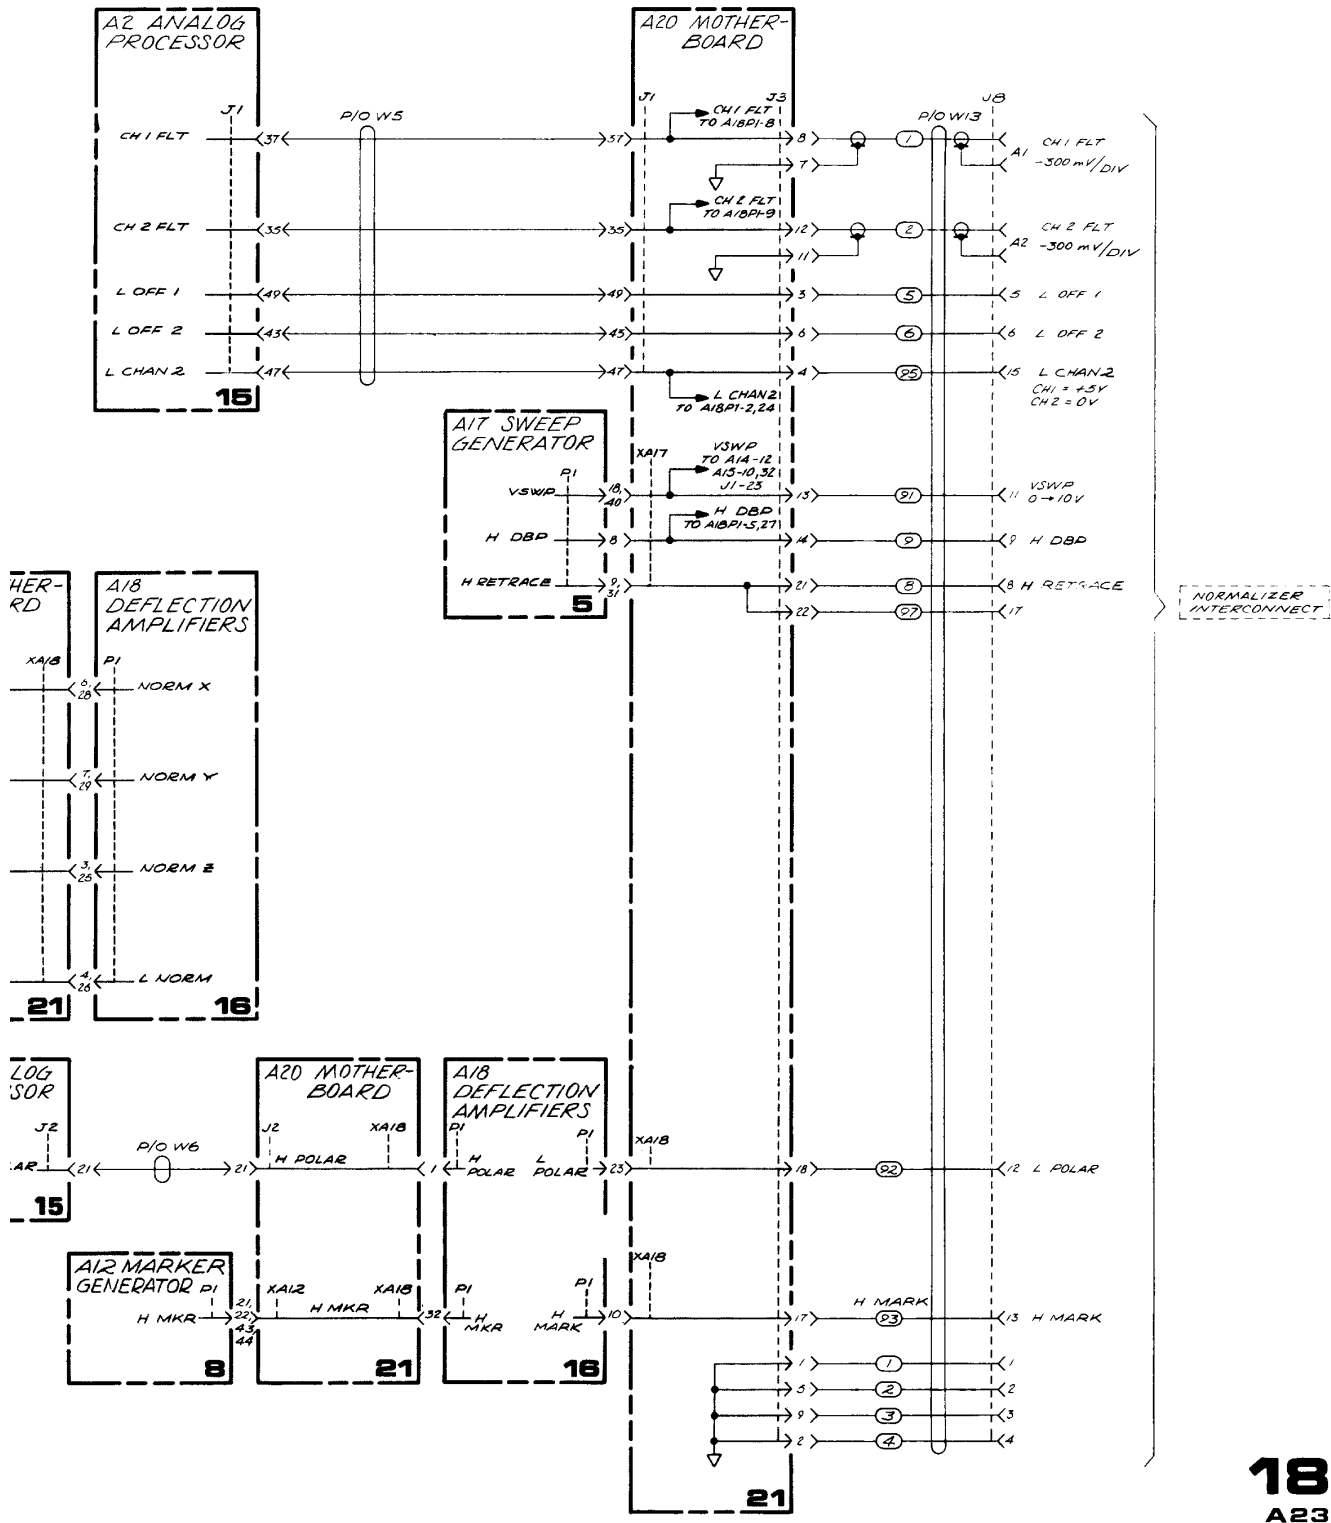 A2 ANALOG
PROCESSOR
J1
CH 1 FLT
37
CH 2 FLT
35
L OFF 1
49
L OFF 2
43
L CHAN 2
47
15
P/O W5
A20 MOTHER-
BOARD
J1
J3
37
CH 1 FLT
TO A18P1-8
8
7
35
CH 2 FLT
TO A18P1-9
12
11
49
3
45
6
47
4
L CHAN 2
TO A18P1-2,24
P/O W13
J8
1
A1
CH 1 FLT
-300 mV/DIV
2
A2
CH 2 FLT
-300 mV/DIV
5
5 L OFF 1
6
6 L OFF 2
95
15 L CHAN 2
CH1 = +5V
CH2 = 0V
A17 SWEEP
GENERATOR
P1
XA17
VSWP
18,
40
VSWP
TO A14-12
A15-10,32
J1-23
13
91
11 VSWP
0→10V
H DBP
8
H DBP
TO A18P1-5,27
14
9
9 H DBP
H RETRACE
9,
31
21
8
8 H RETRACE
22
97
17
5
NORMALIZER
INTERCONNECT
HER-
RD
XA18
21
A18
DEFLECTION
AMPLIFIERS
P1
6,
28
NORM X
7,
29
NORM Y
3,
25
NORM Z
4,
26
L NORM
16
LOG
SOR
J2
AR
21
15
P/O W6
21
A20 MOTHER-
BOARD
J2
XA18
H POLAR
1
A18
DEFLECTION
AMPLIFIERS
P1
P1
H
POLAR
L
POLAR
23
XA18
18
92
12 L POLAR
A12 MARKER
GENERATOR
P1
H MKR
21,
22,
43,
44
8
XA12
XA18
H MKR
32
21
P1
P1
H
MKR
H
MARK
10
16
XA18
17
H MARK
93
13 H MARK
1
1
1
5
2
2
9
3
3
2
4
4
21
18
A23